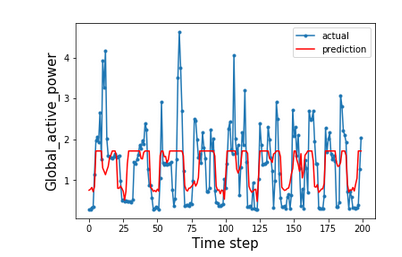 actual
prediction
Global_active_power
4
3
2
1
0 25 50 75 100 125 150 175 200
Time step